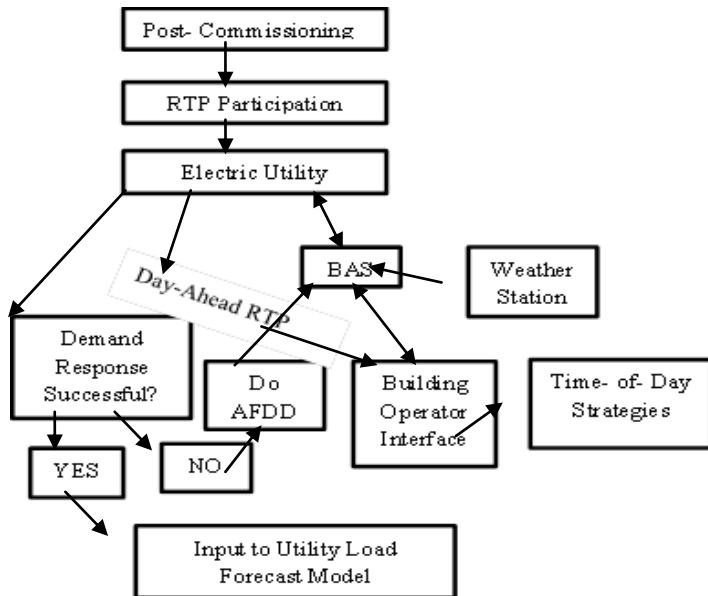 Post- Commissioning
RTP Participation
Electric Utility
BAS
Weather
Station
Day-Ahead RTP
Demand
Response
Successful?
Do
AFDD
Building
Operator
Interface
Time- of- Day
Strategies
YES
NO
Input to Utility Load
Forecast Model